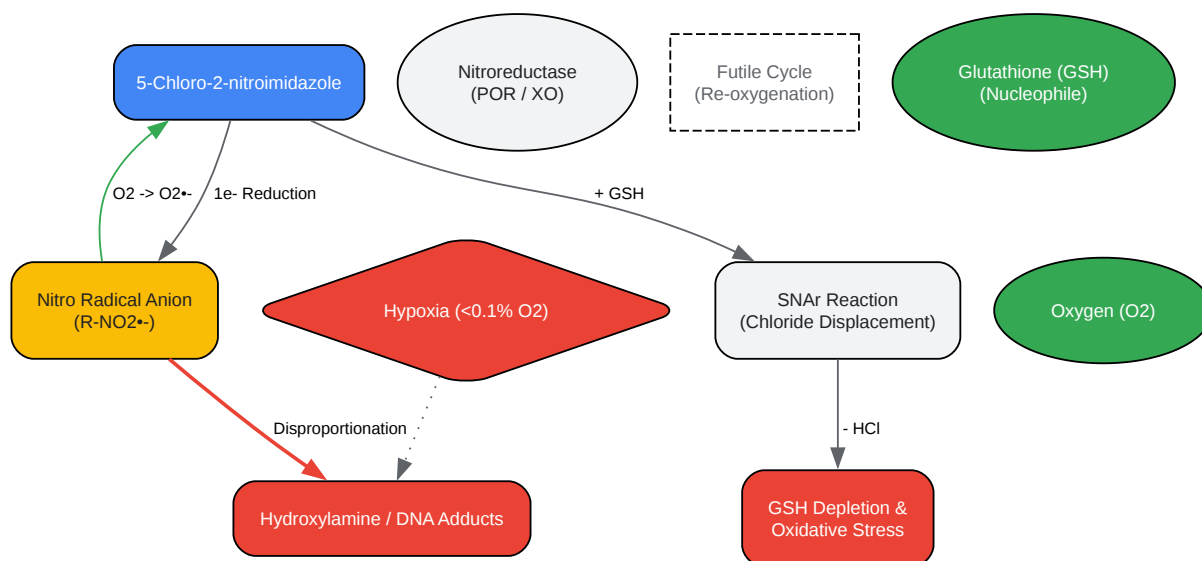 5-Chloro-2-nitroimidazole
Nitroreductase
(POR / XO)
Futile Cycle
(Re-oxygenation)
Glutathione (GSH)
(Nucleophile)
O2 -> O2•-
1e- Reduction
+ GSH
Nitro Radical Anion
(R-NO2•-)
Hypoxia (<0.1% O2)
SNAr Reaction
(Chloride Displacement)
Oxygen (O2)
Disproportionation
- HCl
Hydroxylamine / DNA Adducts
GSH Depletion &
Oxidative Stress